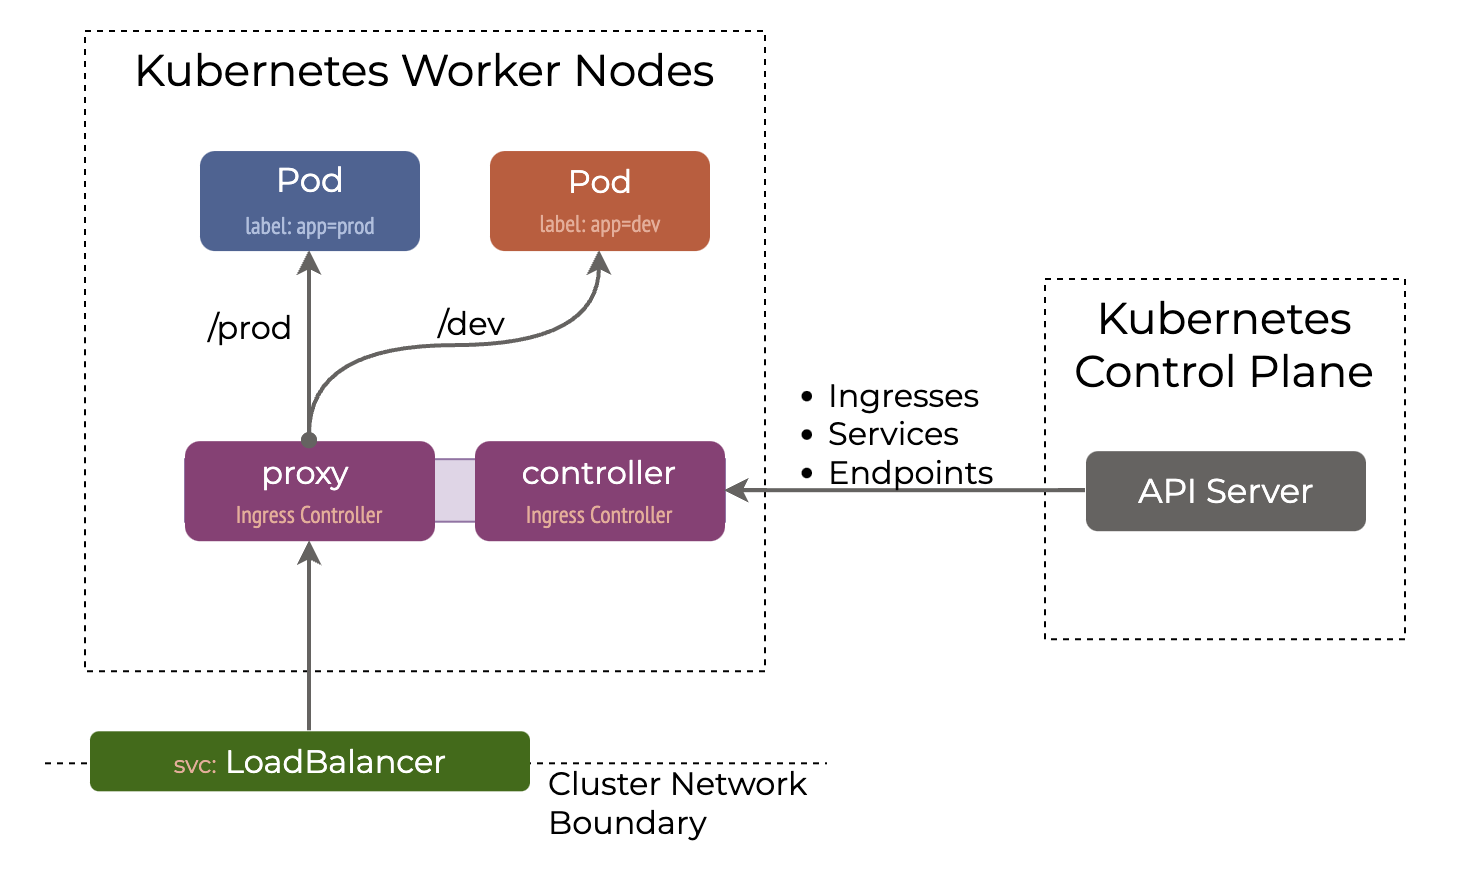 Kubernetes Worker Nodes
Pod
label: app=prod
Pod
label: app=dev
/prod
/dev
proxy
Ingress Controller
controller
Ingress Controller
• Ingresses
• Services
• Endpoints
Kubernetes
Control Plane
API Server
svc: LoadBalancer
Cluster Network
Boundary